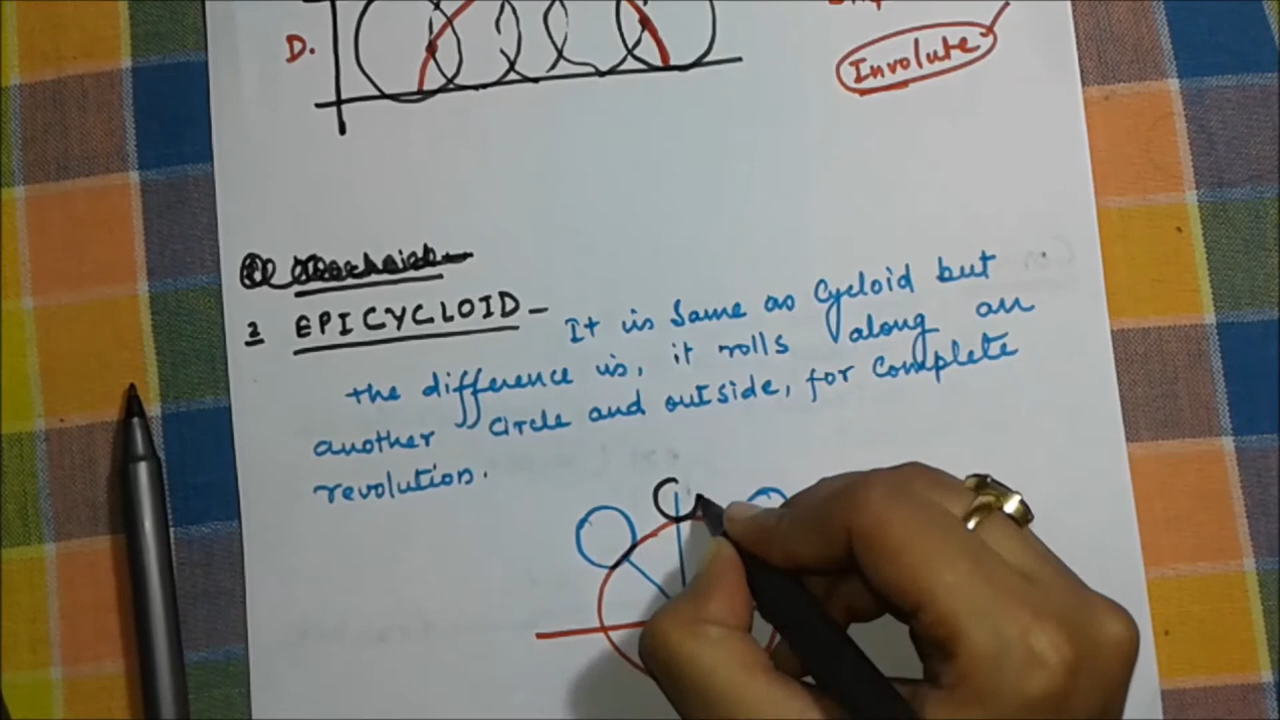 D.
Involute
2 EPICYCLOID - It is same as cycloid but
the difference is, it rolls along an
another circle and outside, for complete
revolution.